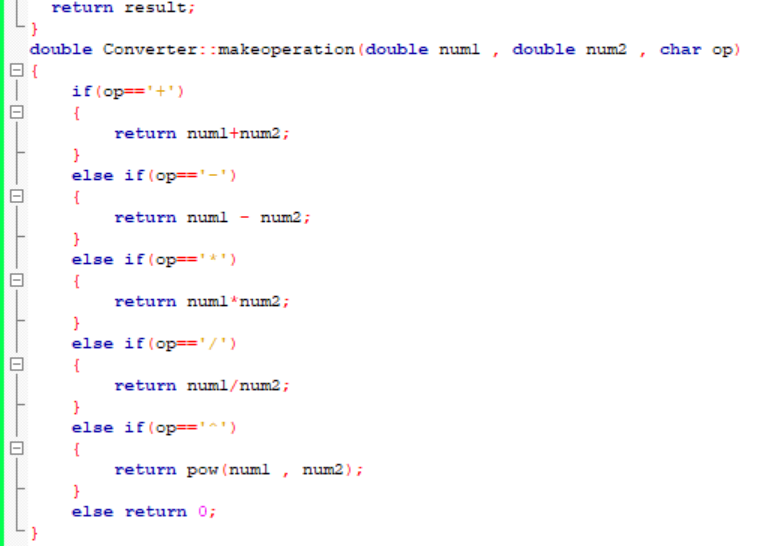 return result;
}
double Converter::makeoperation(double num1 , double num2 , char op)
{
if(op=='+')
{
return num1+num2;
}
else if(op=='-')
{
return num1 - num2;
}
else if(op=='*')
{
return num1*num2;
}
else if(op=='/')
{
return num1/num2;
}
else if(op=='^')
{
return pow(num1 , num2);
}
else return 0;
}